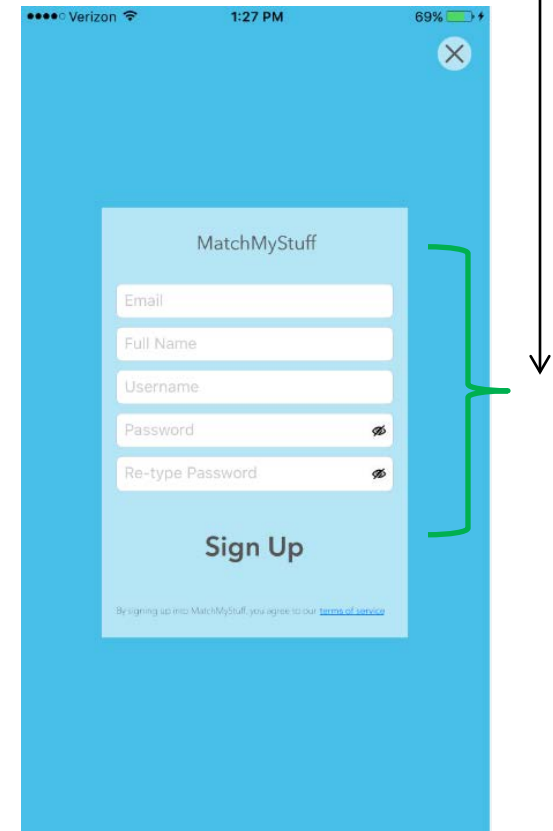 Verizon 1:27 PM 69%
MatchMyStuff
Email
Full Name
Username
Password
Re-type Password
Sign Up
By signing up into MatchMyStuff, you agree to our terms of service